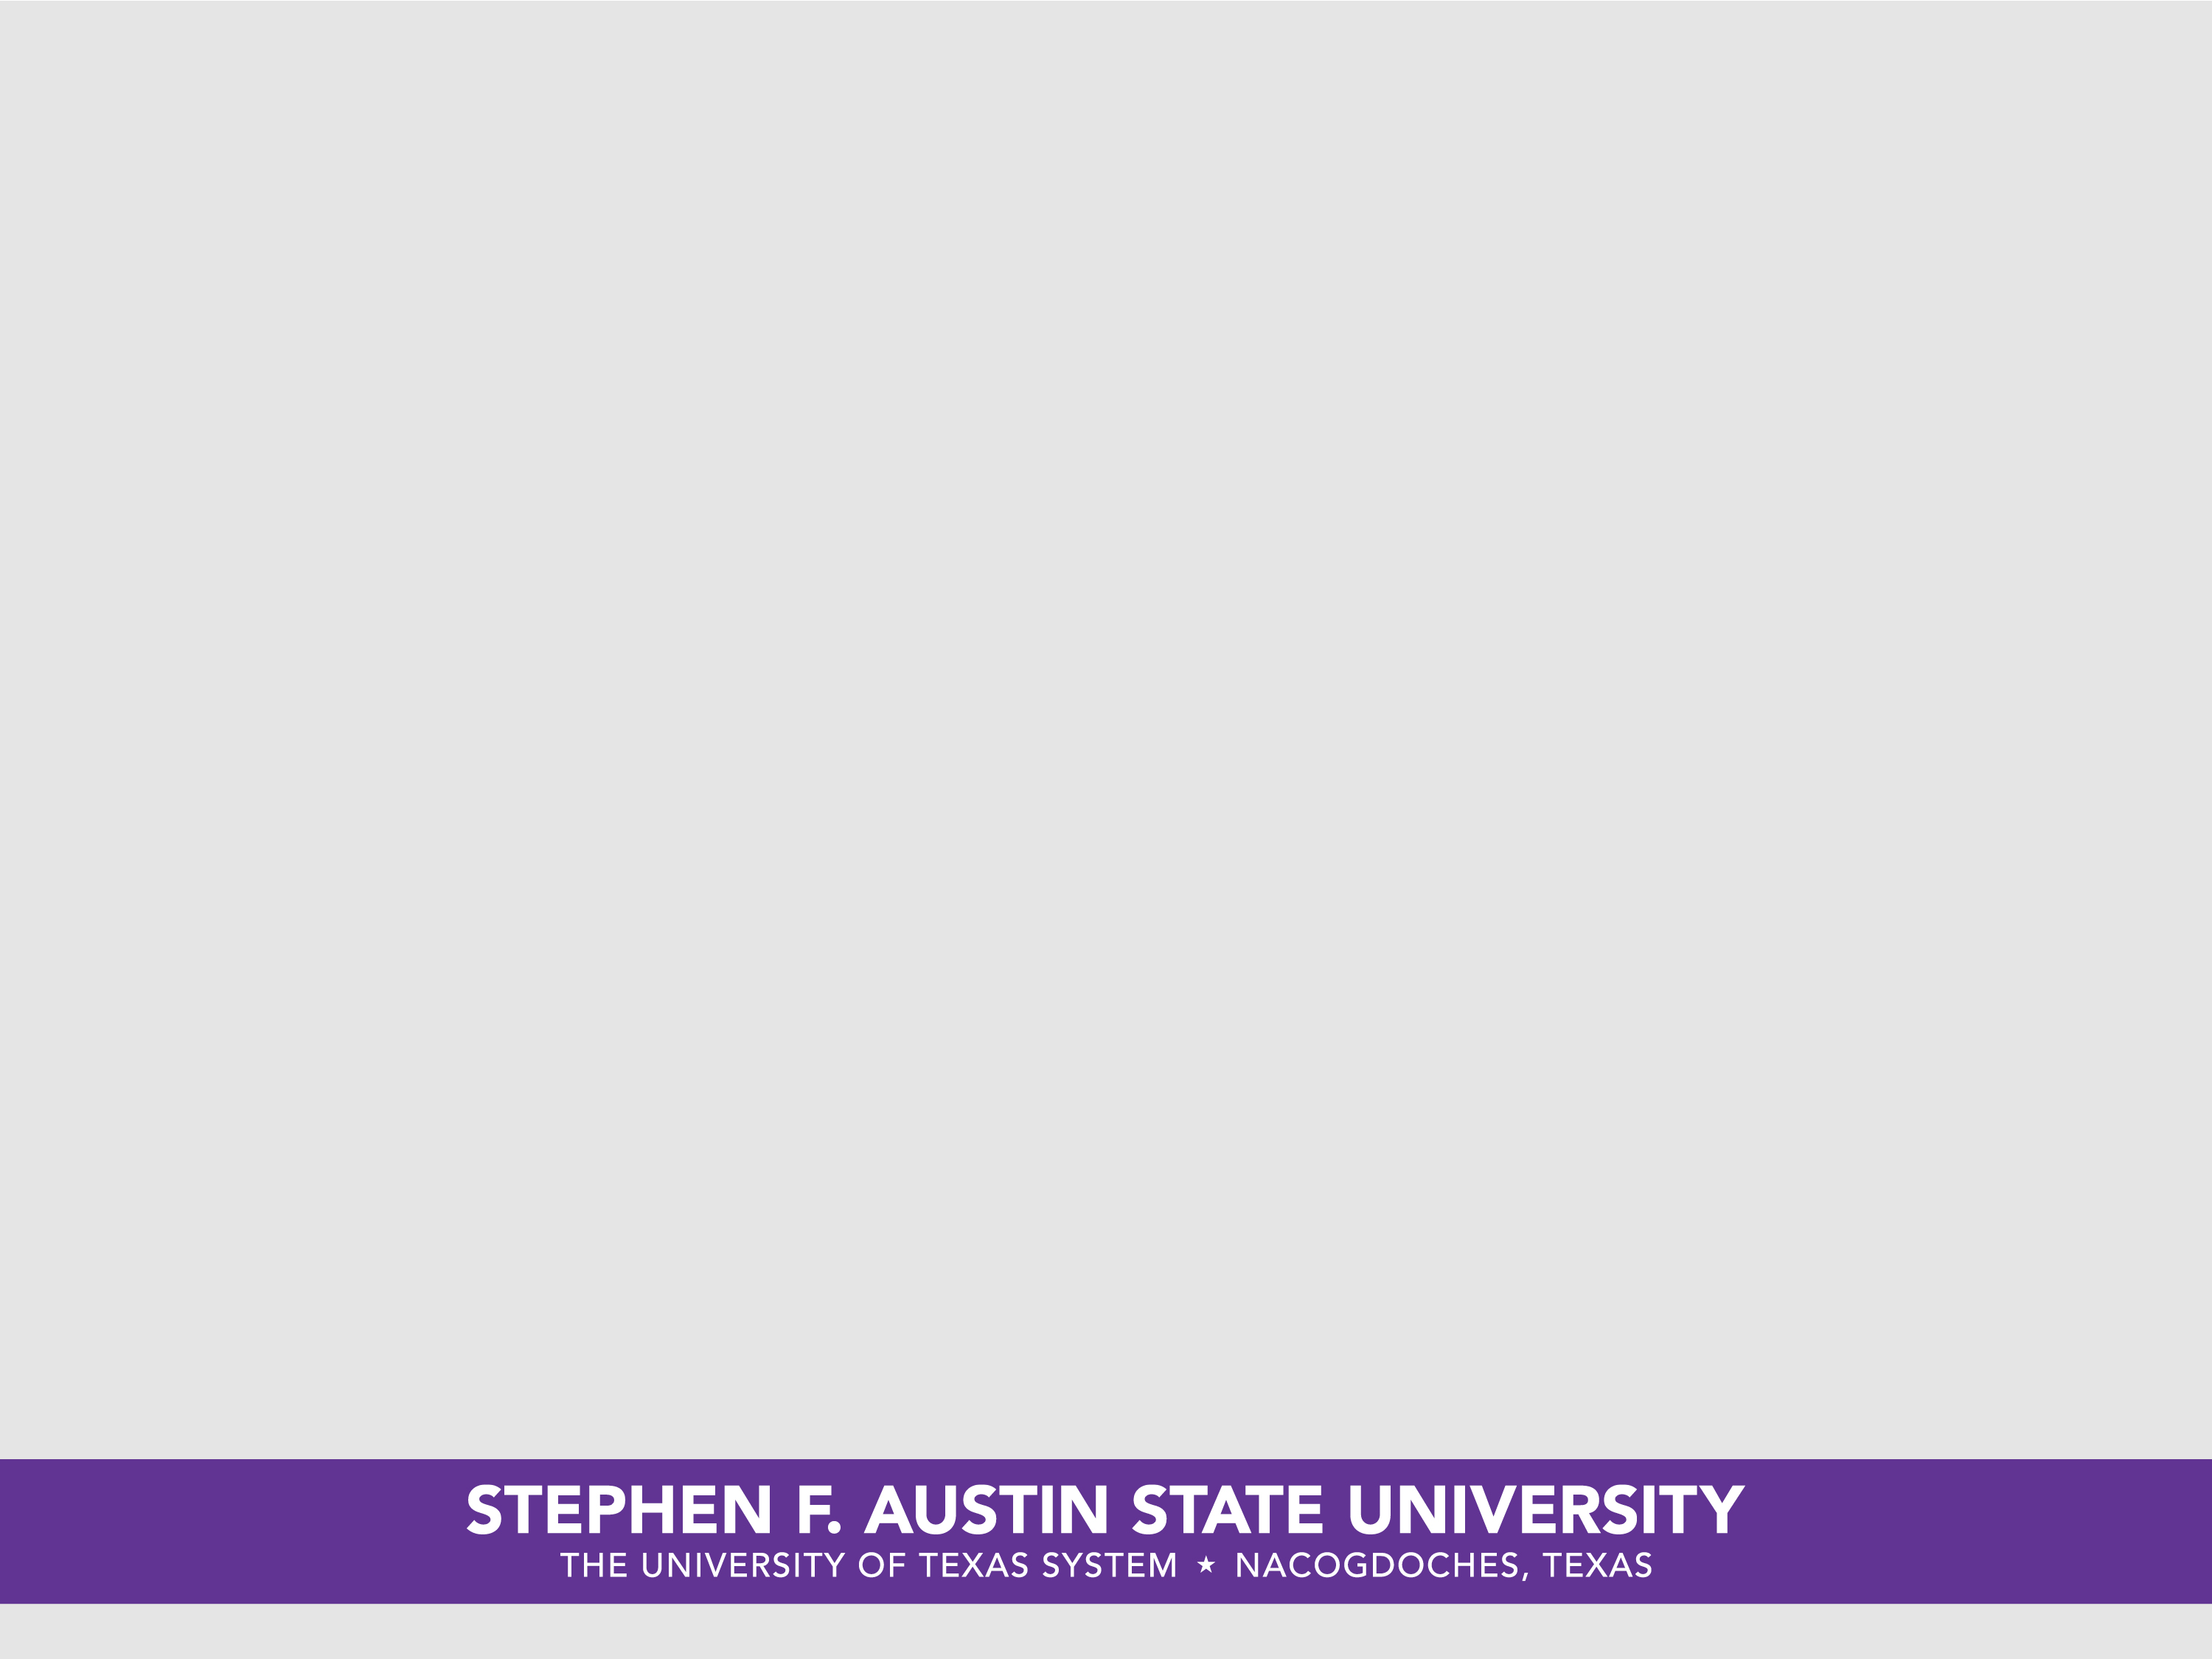 STEPHEN F. AUSTIN STATE UNIVERSITY
THE UNIVERSITY OF TEXAS SYSTEM ★ NACOGDOCHES, TEXAS